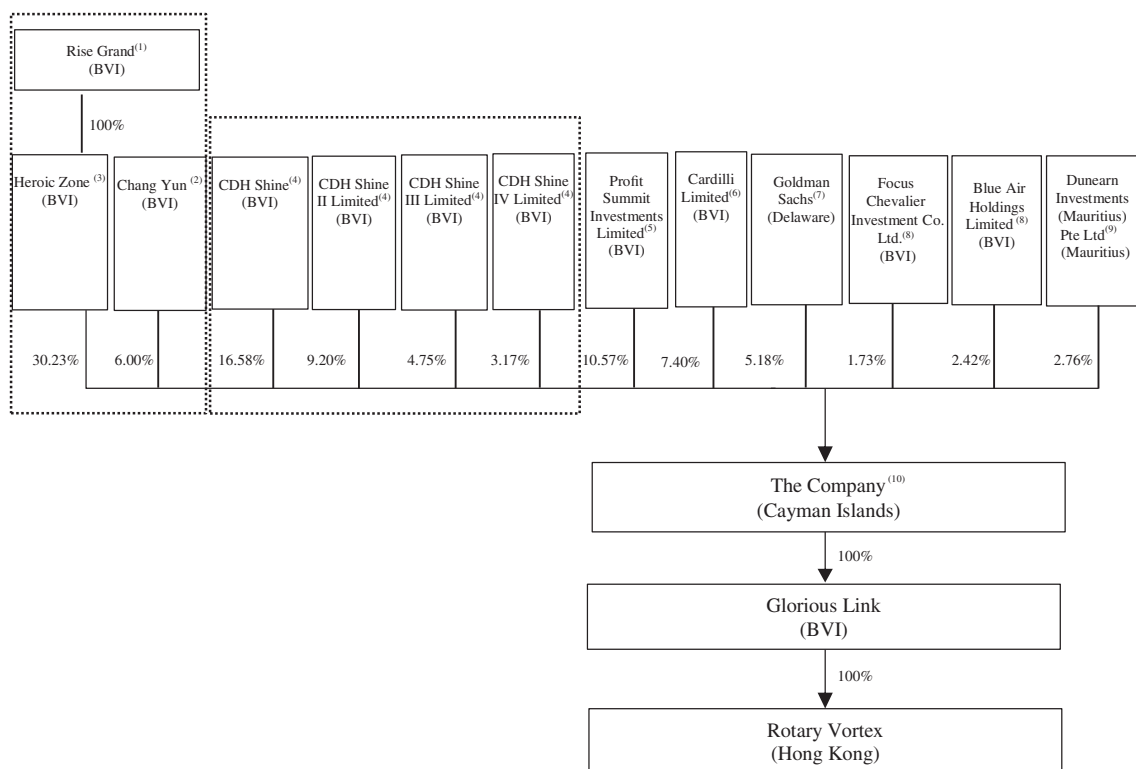 Rise Grand(1)
(BVI)
100%
Heroic Zone (3)
(BVI)
Chang Yun (2)
(BVI)
CDH Shine(4)
(BVI)
CDH Shine
II Limited(4)
(BVI)
CDH Shine
III Limited(4)
(BVI)
CDH Shine
IV Limited(4)
(BVI)
Profit
Summit
Investments
Limited(5)
(BVI)
Cardilli
Limited(6)
(BVI)
Goldman
Sachs(7)
(Delaware)
Focus
Chevalier
Investment Co.
Ltd.(8)
(BVI)
Blue Air
Holdings
Limited (8)
(BVI)
Dunearn
Investments
(Mauritius)
Pte Ltd(9)
(Mauritius)
30.23%
6.00%
16.58%
9.20%
4.75%
3.17%
10.57%
7.40%
5.18%
1.73%
2.42%
2.76%
The Company (10)
(Cayman Islands)
100%
Glorious Link
(BVI)
100%
Rotary Vortex
(Hong Kong)